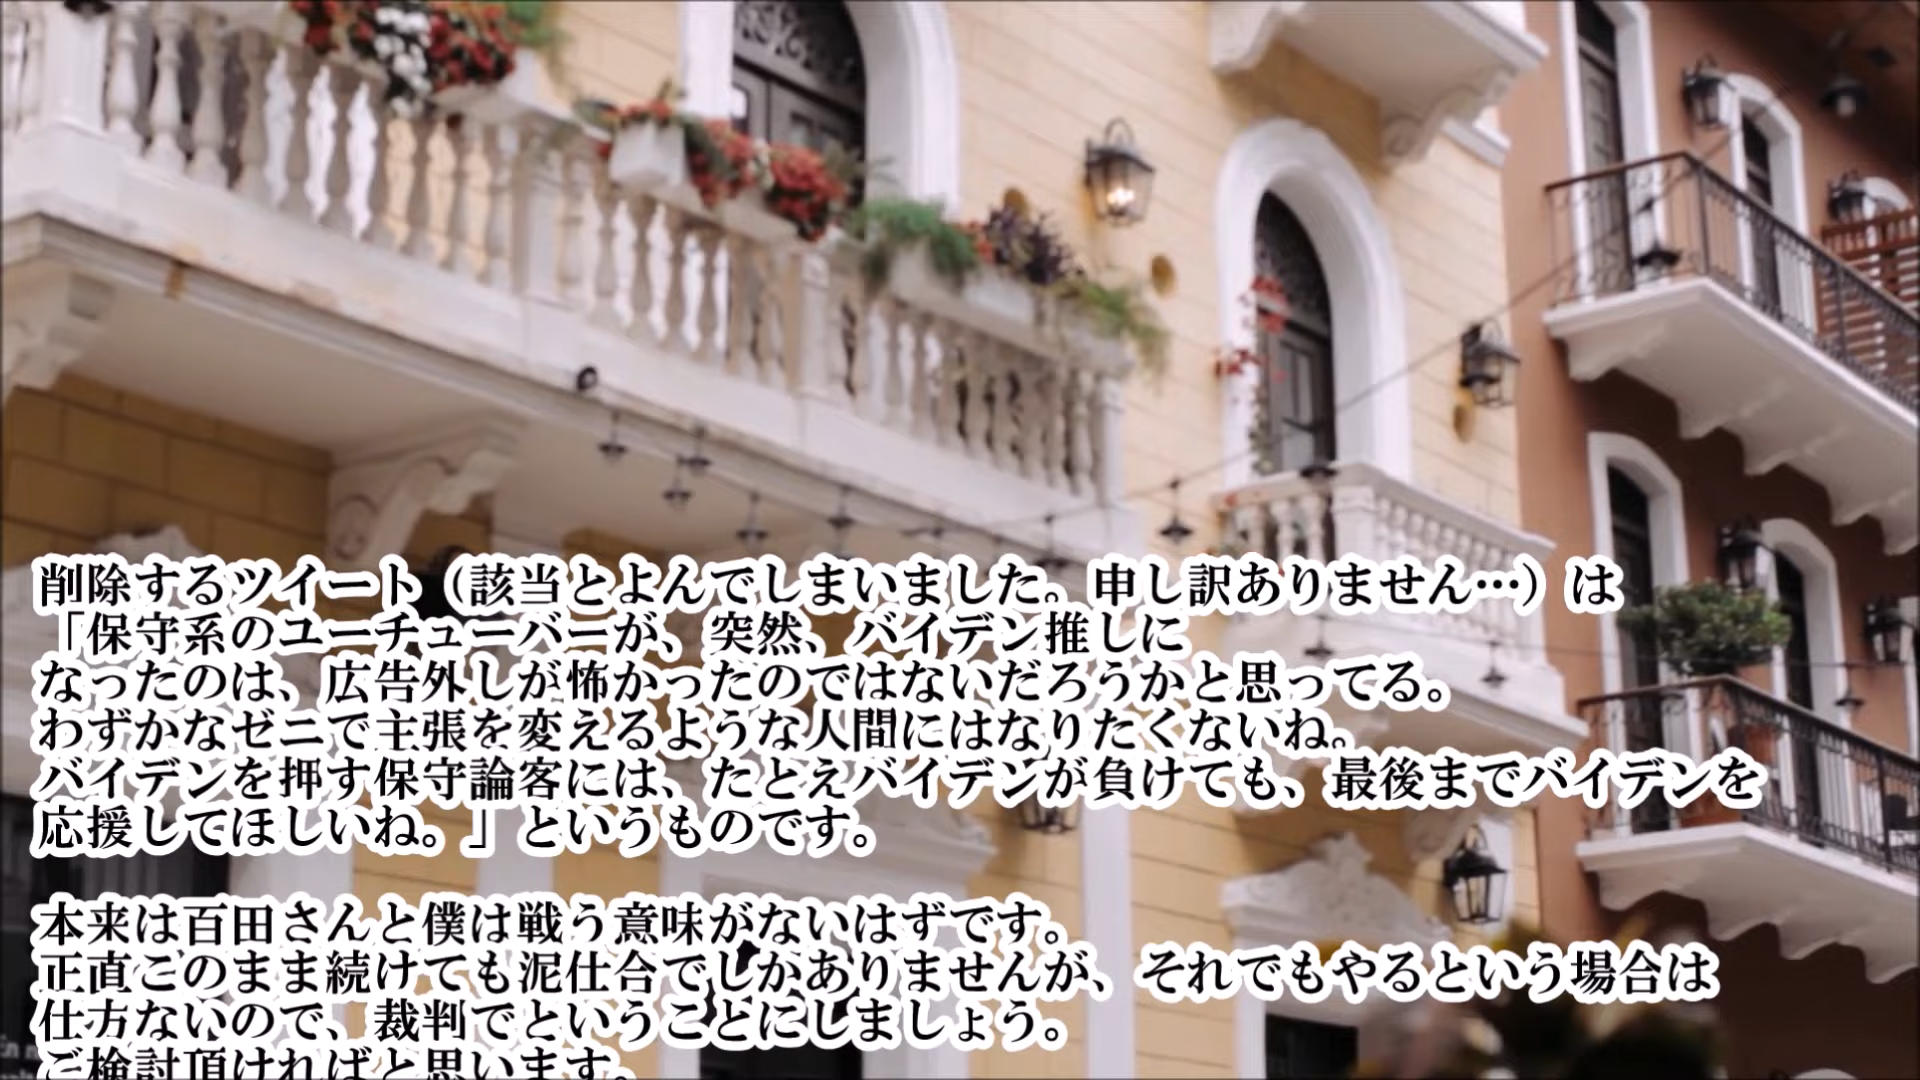 削除するツイート（該当とよんでしまいました。申し訳ありません…）は
「保守系のユーチューバーが、突然、バイデン推しに
なったのは、広告外しが怖かったのではないだろうかと思ってる。
わずかなゼニで主張を変えるような人間にはなりたくないね。
バイデンを押す保守論客には、たとえバイデンが負けても、最後までバイデンを
応援してほしいね。」というものです。
本来は百田さんと僕は戦う意味がないはずです。
正直このまま続けても泥仕合でしかありませんが、それでもやるという場合は
仕方ないので、裁判でということにしましょう。
ご検討頂ければと思います。